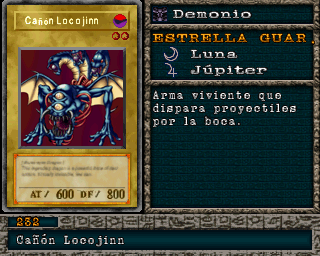 Cañón Locojinn
AT/ 600 DF/ 800
Demonio
ESTRELLA GUAR.
Luna
Júpiter
Arma viviente que
dispara proyectiles
por la boca.
232
Cañón Locojinn